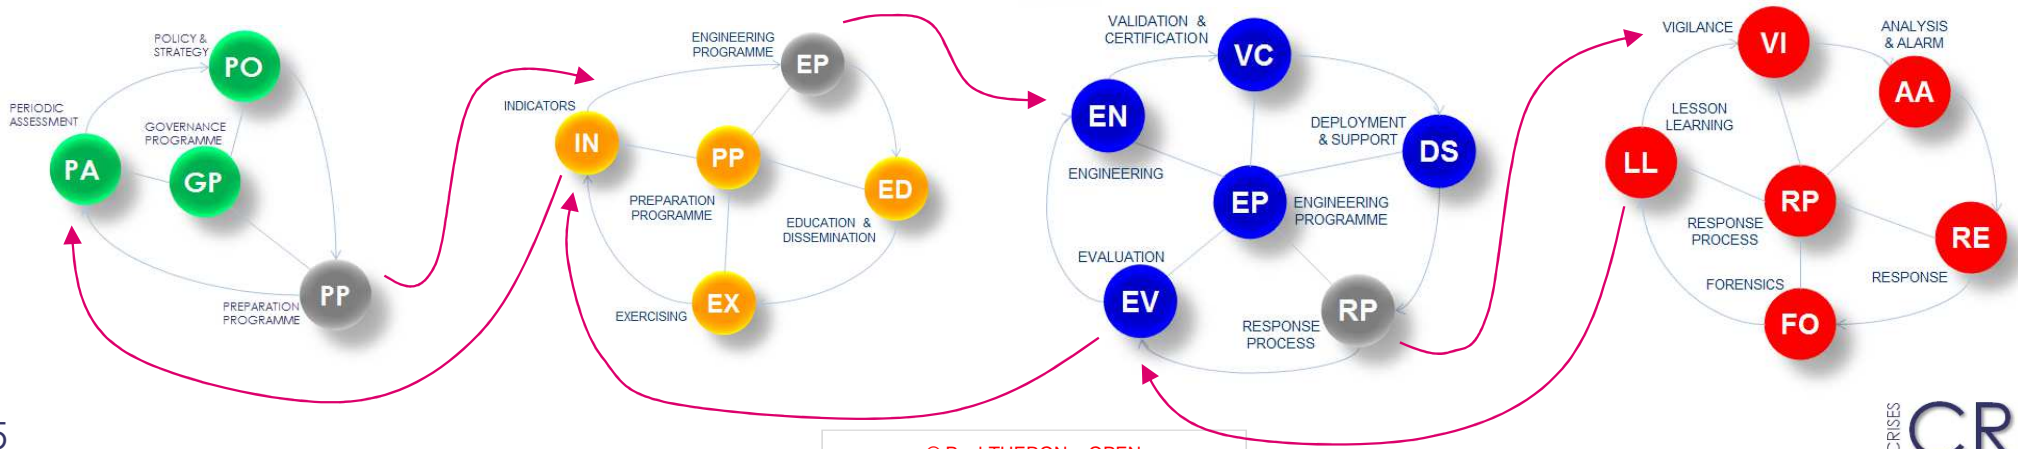 POLICY &
STRATEGY
PO
PERIODIC
ASSESSMENT
GOVERNANCE
PROGRAMME
PA
GP
PREPARATION
PROGRAMME
PP
ENGINEERING
PROGRAMME
EP
INDICATORS
IN
PP
PREPARATION
PROGRAMME
ED
EDUCATION &
DISSEMINATION
EXERCISING
EX
VALIDATION &
CERTIFICATION
VC
EN
ENGINEERING
DEPLOYMENT
& SUPPORT
DS
EP
ENGINEERING
PROGRAMME
EVALUATION
EV
RESPONSE
PROCESS
RP
VIGILANCE
VI
ANALYSIS
& ALARM
AA
LESSON
LEARNING
LL
RP
RESPONSE
PROCESS
RE
RESPONSE
FORENSICS
FO
5
CRISES
CR